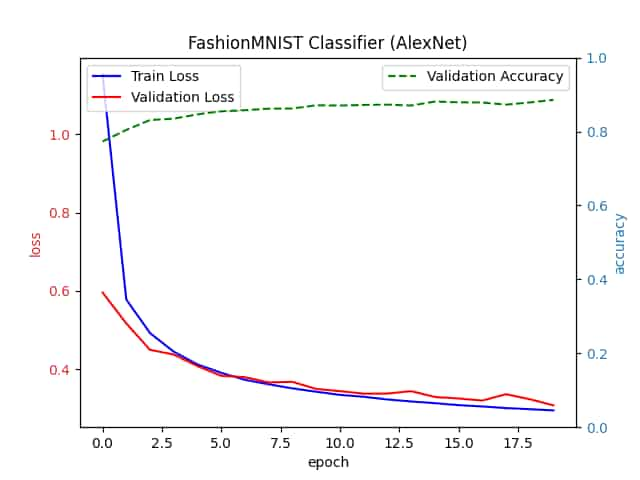 FashionMNIST Classifier (AlexNet)
Train Loss
Validation Loss
Validation Accuracy
loss
1.0
0.8
0.6
0.4
accuracy
1.0
0.8
0.6
0.4
0.2
0.0
0.0 2.5 5.0 7.5 10.0 12.5 15.0 17.5
epoch